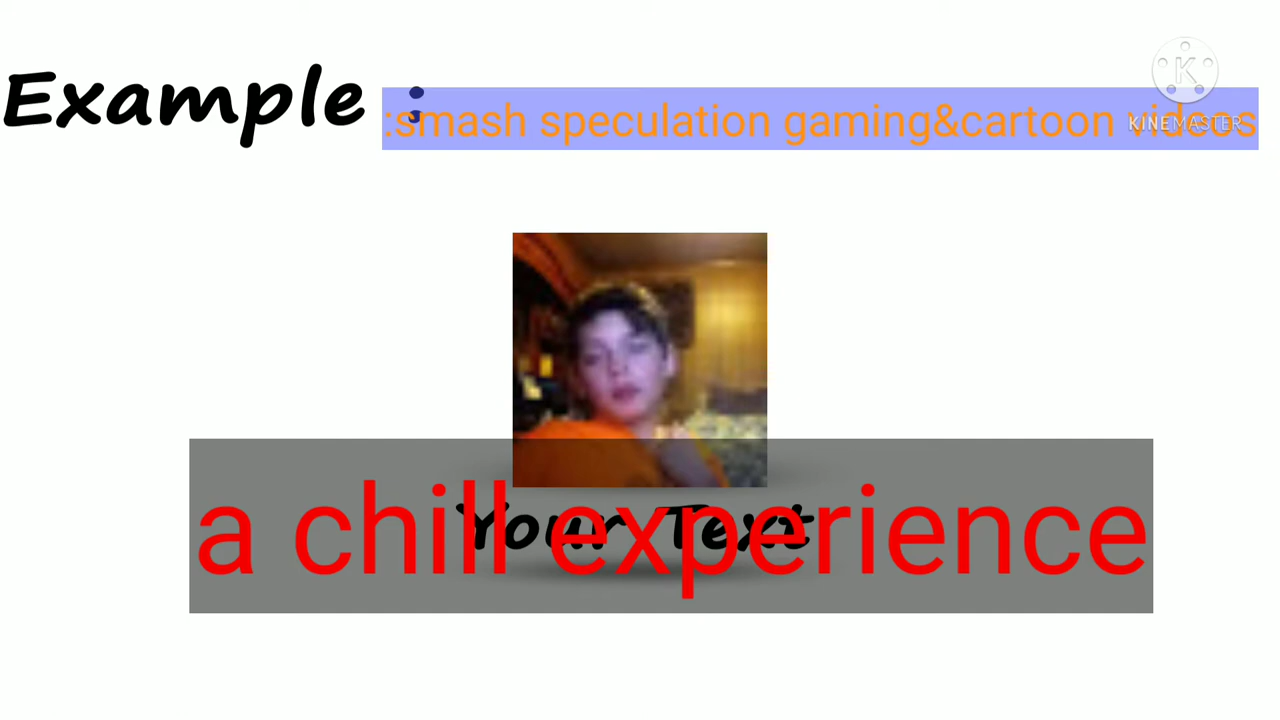 Example :
:smash speculation gaming&cartoon videos
K
KINEMASTER
Your Text
a chill experience